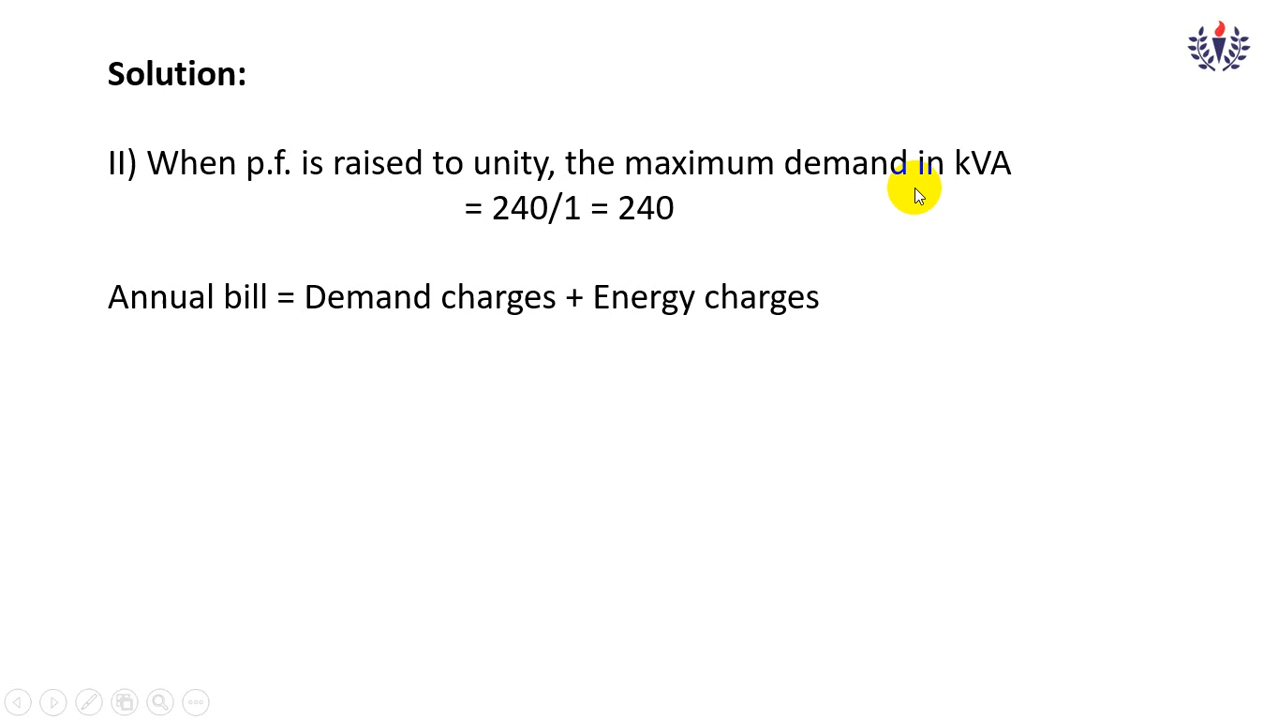 Solution:
II) When p.f. is raised to unity, the maximum demand in kVA
= 240/1 = 240
Annual bill = Demand charges + Energy charges